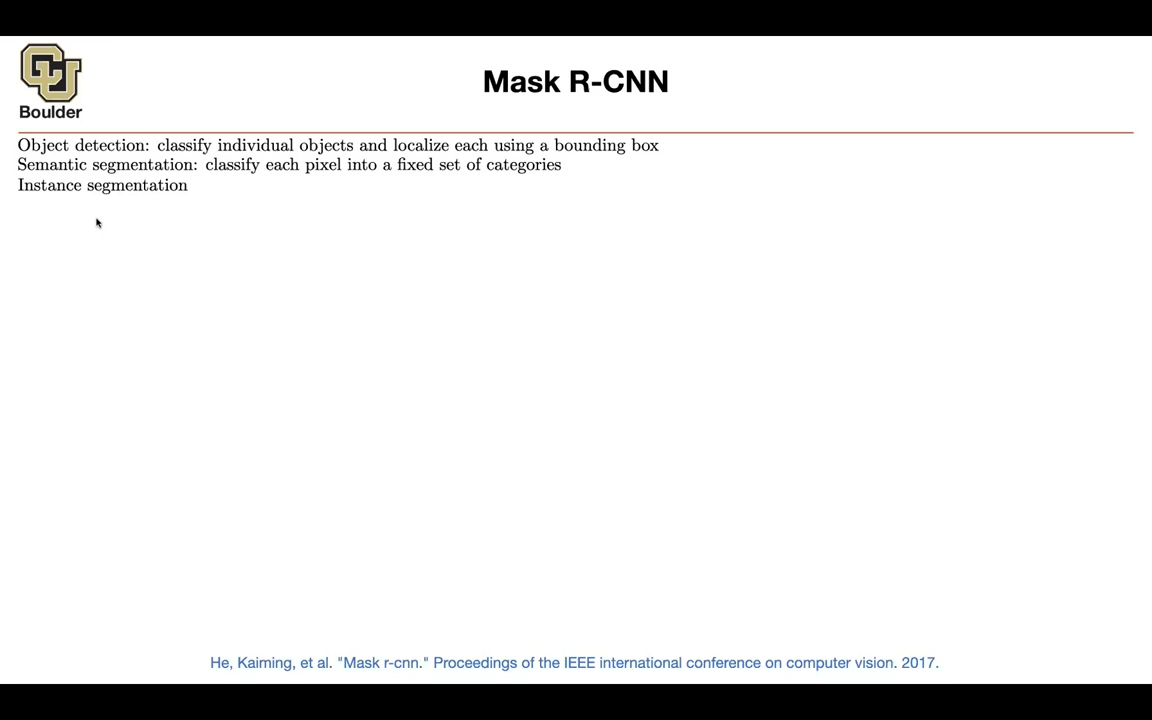 CU
Boulder
Mask R-CNN
Object detection: classify individual objects and localize each using a bounding box
Semantic segmentation: classify each pixel into a fixed set of categories
Instance segmentation
He, Kaiming, et al. "Mask r-cnn." Proceedings of the IEEE international conference on computer vision. 2017.